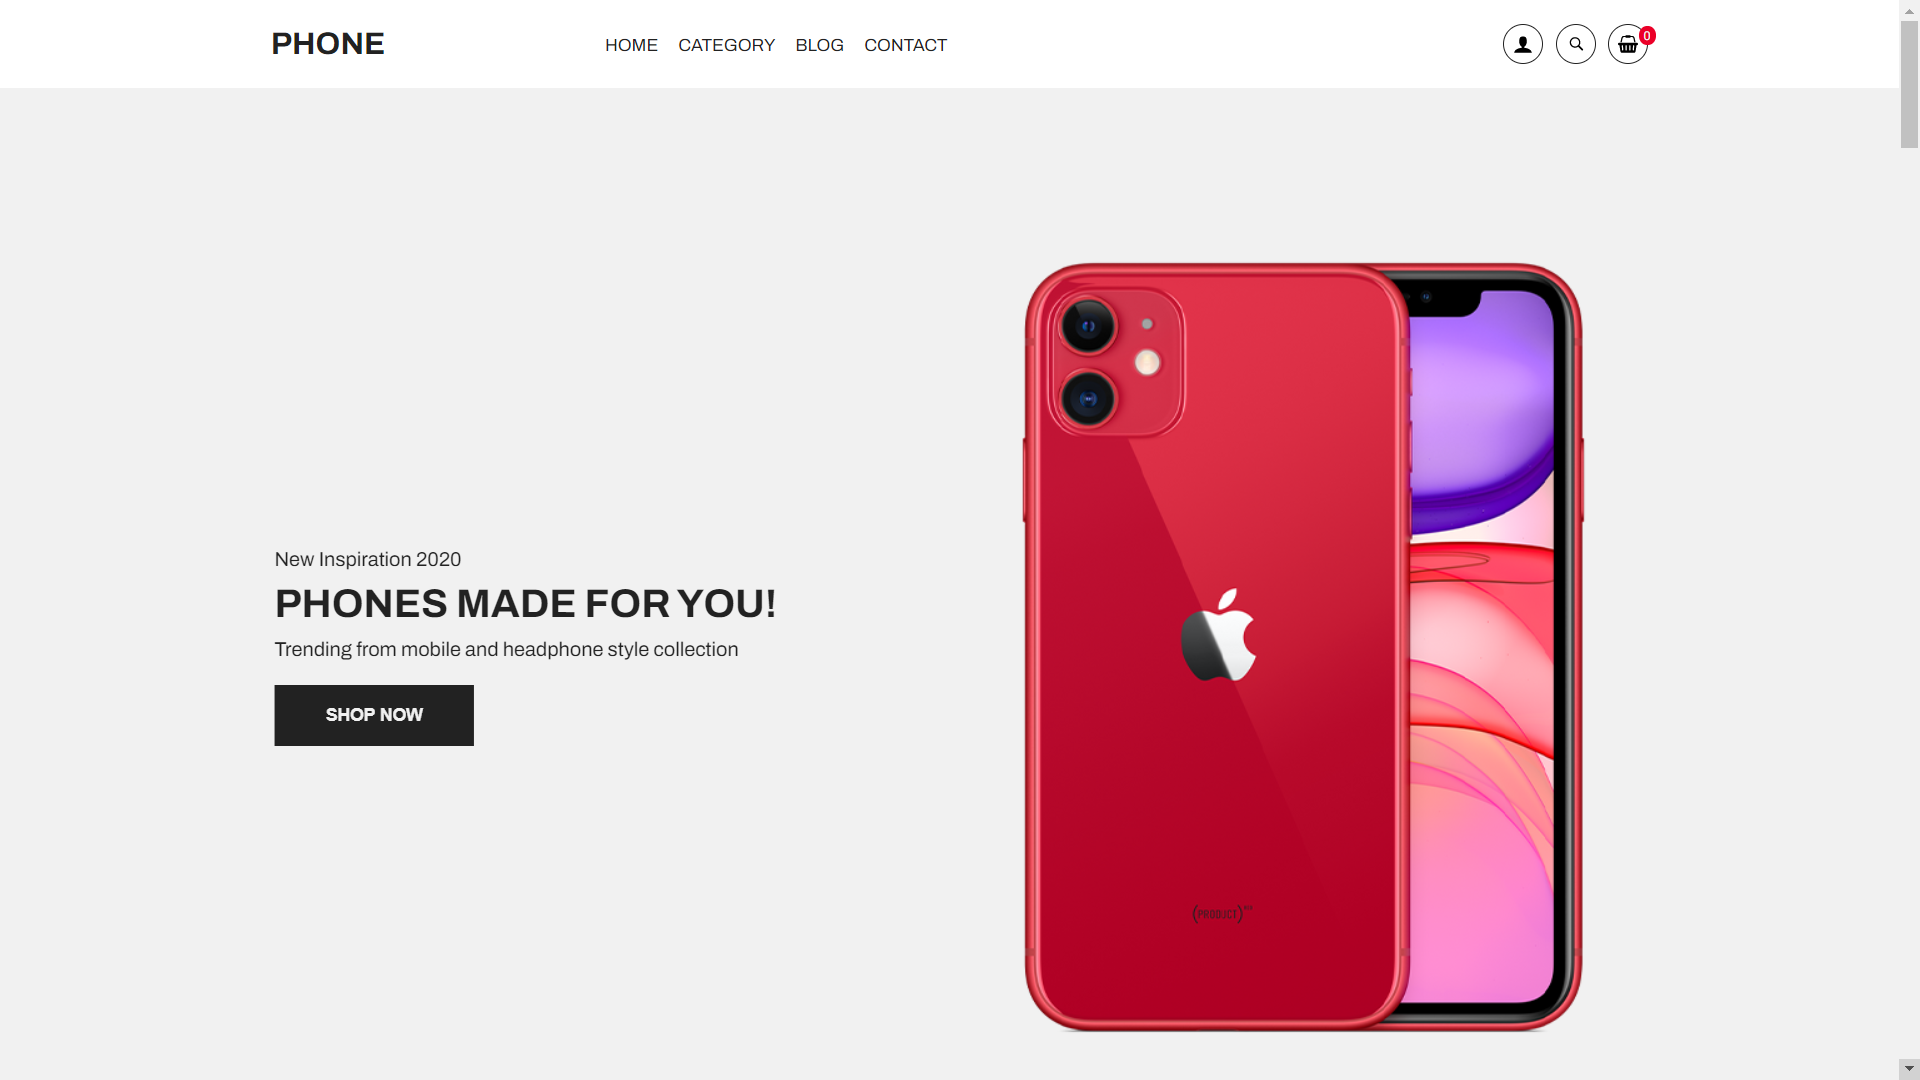 PHONE
HOME CATEGORY BLOG CONTACT
0
New Inspiration 2020
PHONES MADE FOR YOU!
Trending from mobile and headphone style collection
SHOP NOW
(PRODUCT)